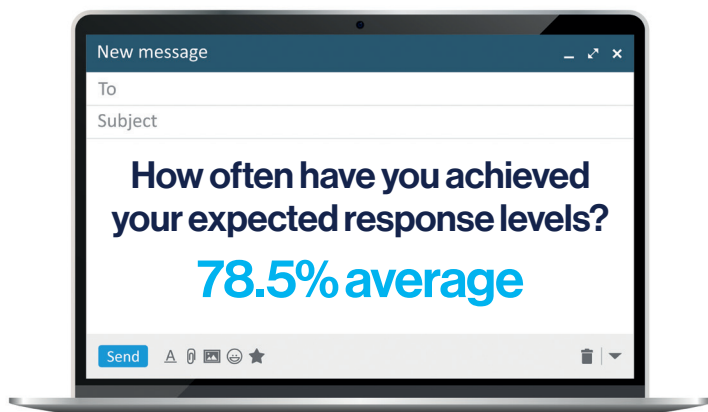 New message
To
Subject
How often have you achieved
your expected response levels?
78.5% average
Send A